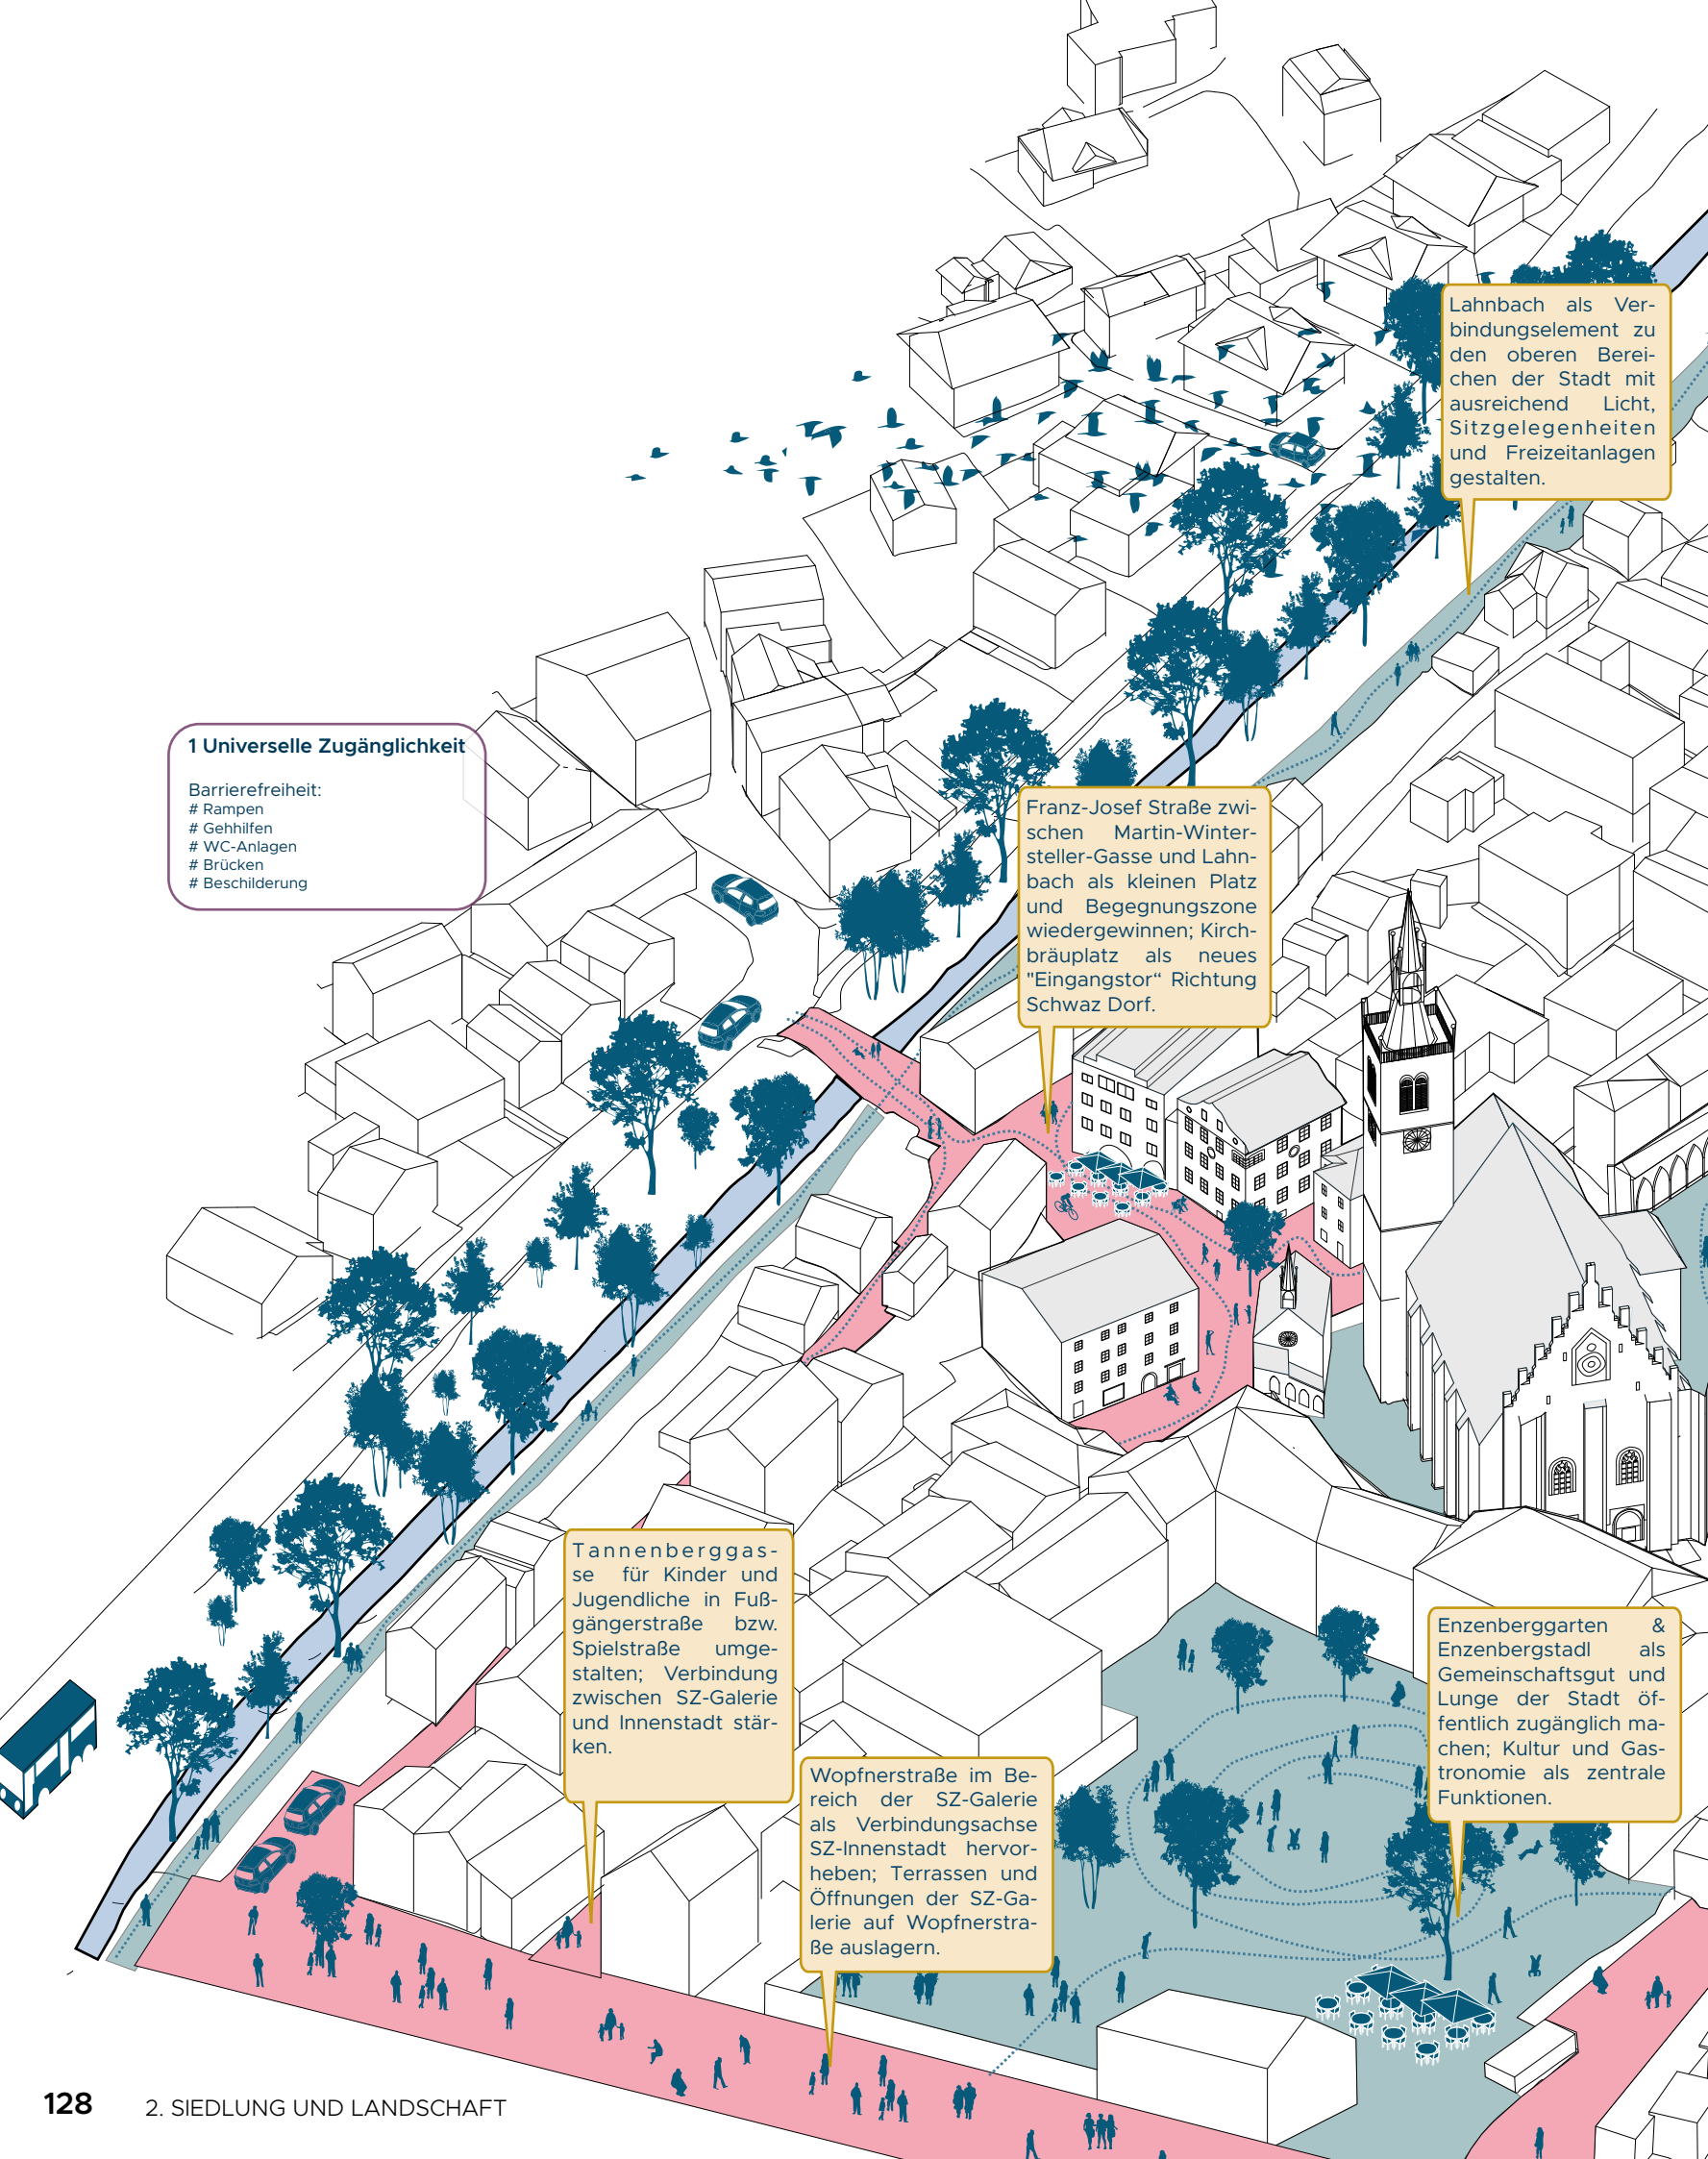 Lahnbach als Ver-
bindungselement zu
den oberen Berei-
chen der Stadt mit
ausreichend Licht,
Sitzgelegenheiten
und Freizeitanlagen
gestalten.
1 Universelle Zugänglichkeit
Barrierefreiheit:
# Rampen
# Gehhilfen
# WC-Anlagen
# Brücken
# Beschilderung
Franz-Josef Straße zwi-
schen Martin-Winter-
steller-Gasse und Lahn-
bach als kleinen Platz
und Begegnungszone
wiedergewinnen; Kirch-
bräuplatz als neues
"Eingangstor“ Richtung
Schwaz Dorf.
Tannenberggas-
se für Kinder und
Jugendliche in Fuß-
gängerstraße bzw.
Spielstraße umge-
stalten; Verbindung
zwischen SZ-Galerie
und Innenstadt stär-
ken.
Enzenberggarten &
Enzenbergstadl als
Gemeinschaftsgut und
Lunge der Stadt öf-
fentlich zugänglich ma-
chen; Kultur und Gas-
tronomie als zentrale
Funktionen.
Wopfnerstraße im Be-
reich der SZ-Galerie
als Verbindungsachse
SZ-Innenstadt hervor-
heben; Terrassen und
Öffnungen der SZ-Ga-
lerie auf Wopfnerstra-
ße auslagern.
128 2. SIEDLUNG UND LANDSCHAFT